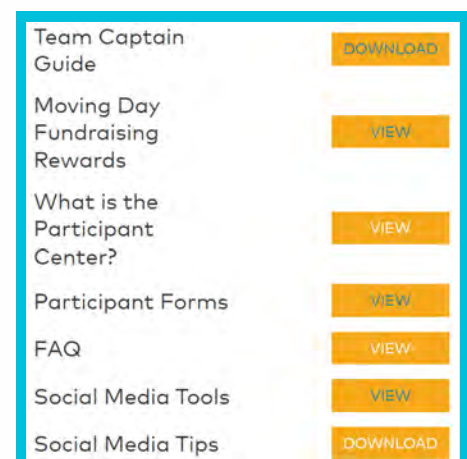 Team Captain
Guide
DOWNLOAD
Moving Day
Fundraising
Rewards
VIEW
What is the
Participant
Center?
VIEW
Participant Forms
VIEW
FAQ
VIEW
Social Media Tools
VIEW
Social Media Tips
DOWNLOAD